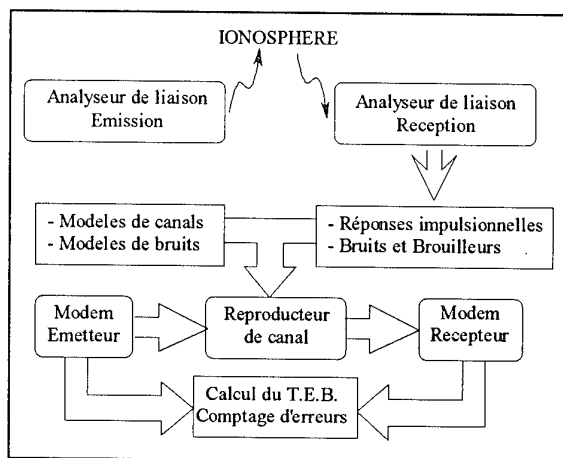 IONOSPHERE
Analyseur de liaison
Emission
Analyseur de liaison
Reception
- Modeles de canals
- Modeles de bruits
- Réponses impulsionnelles
- Bruits et Brouilleurs
Modem
Emetteur
Reproducteur
de canal
Modem
Recepteur
Calcul du T.E.B.
Comptage d'erreurs